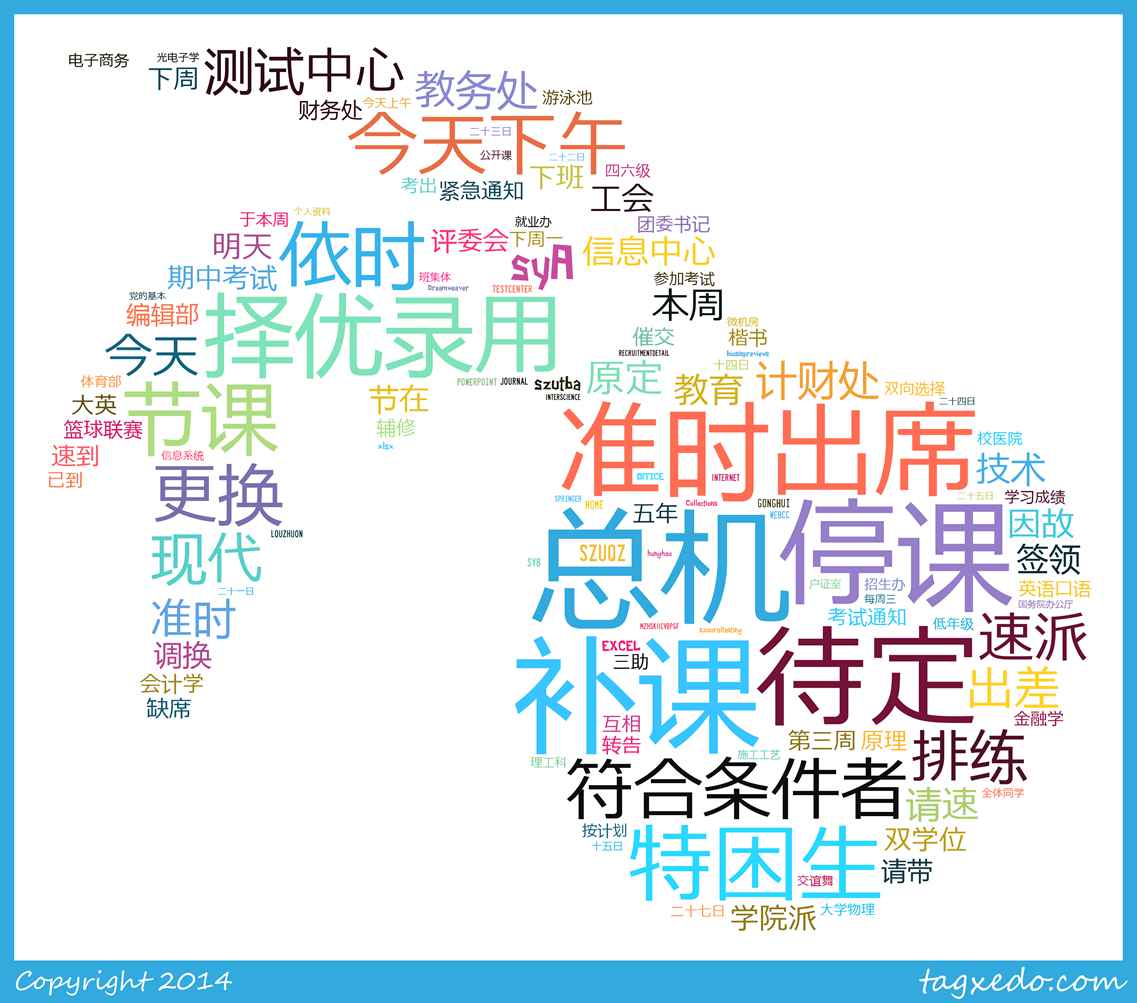 电子商务
光电子学
下周
测试中心
教务处
游泳池
财务处
今天上午
今天下午
二十三日
公开课
二十二日
下班
四六级
考出
紧急通知
工会
于本周
个人资料
就业办
团委书记
明天
依时
评委会
下周一
信息中心
syA
期中考试
班集体
Dreamweaver
TESTCENTER
参加考试
党的基本
编辑部
择优录用
本周
微机房
今天
催交
楷书
RECRUITMENTDETAIL
十四日
体育部
节课
POWERPOINT
JOURNAL
szutba
INTERSCIENCE
原定
教育
计财处
双向选择
大英
节在
二十四日
篮球联赛
辅修
准时出席
校医院
速到
信息系统
xlsx
已到
更换
OFFICE
INTERNET
技术
SPRINGER
HOME
Collections
GONGHUI
二十五日
学习成绩
LOUZHUON
五年
WEBCC
停课
因故
现代
总机
SZUQZ
SYB
签领
二十一日
户证室
招生办
英语口语
每周三
国务院办公厅
准时
考试通知
低年级
调换
EXCEL
三助
补课
待定
速派
会计学
出差
缺席
互相
金融学
转告
第三周
原理
排练
理工科
施工工艺
符合条件者
请速
全体同学
按计划
十五日
特困生
双学位
请带
交谊舞
二十七日
学院派
大学物理
Copyright 2014
tagxedo.com